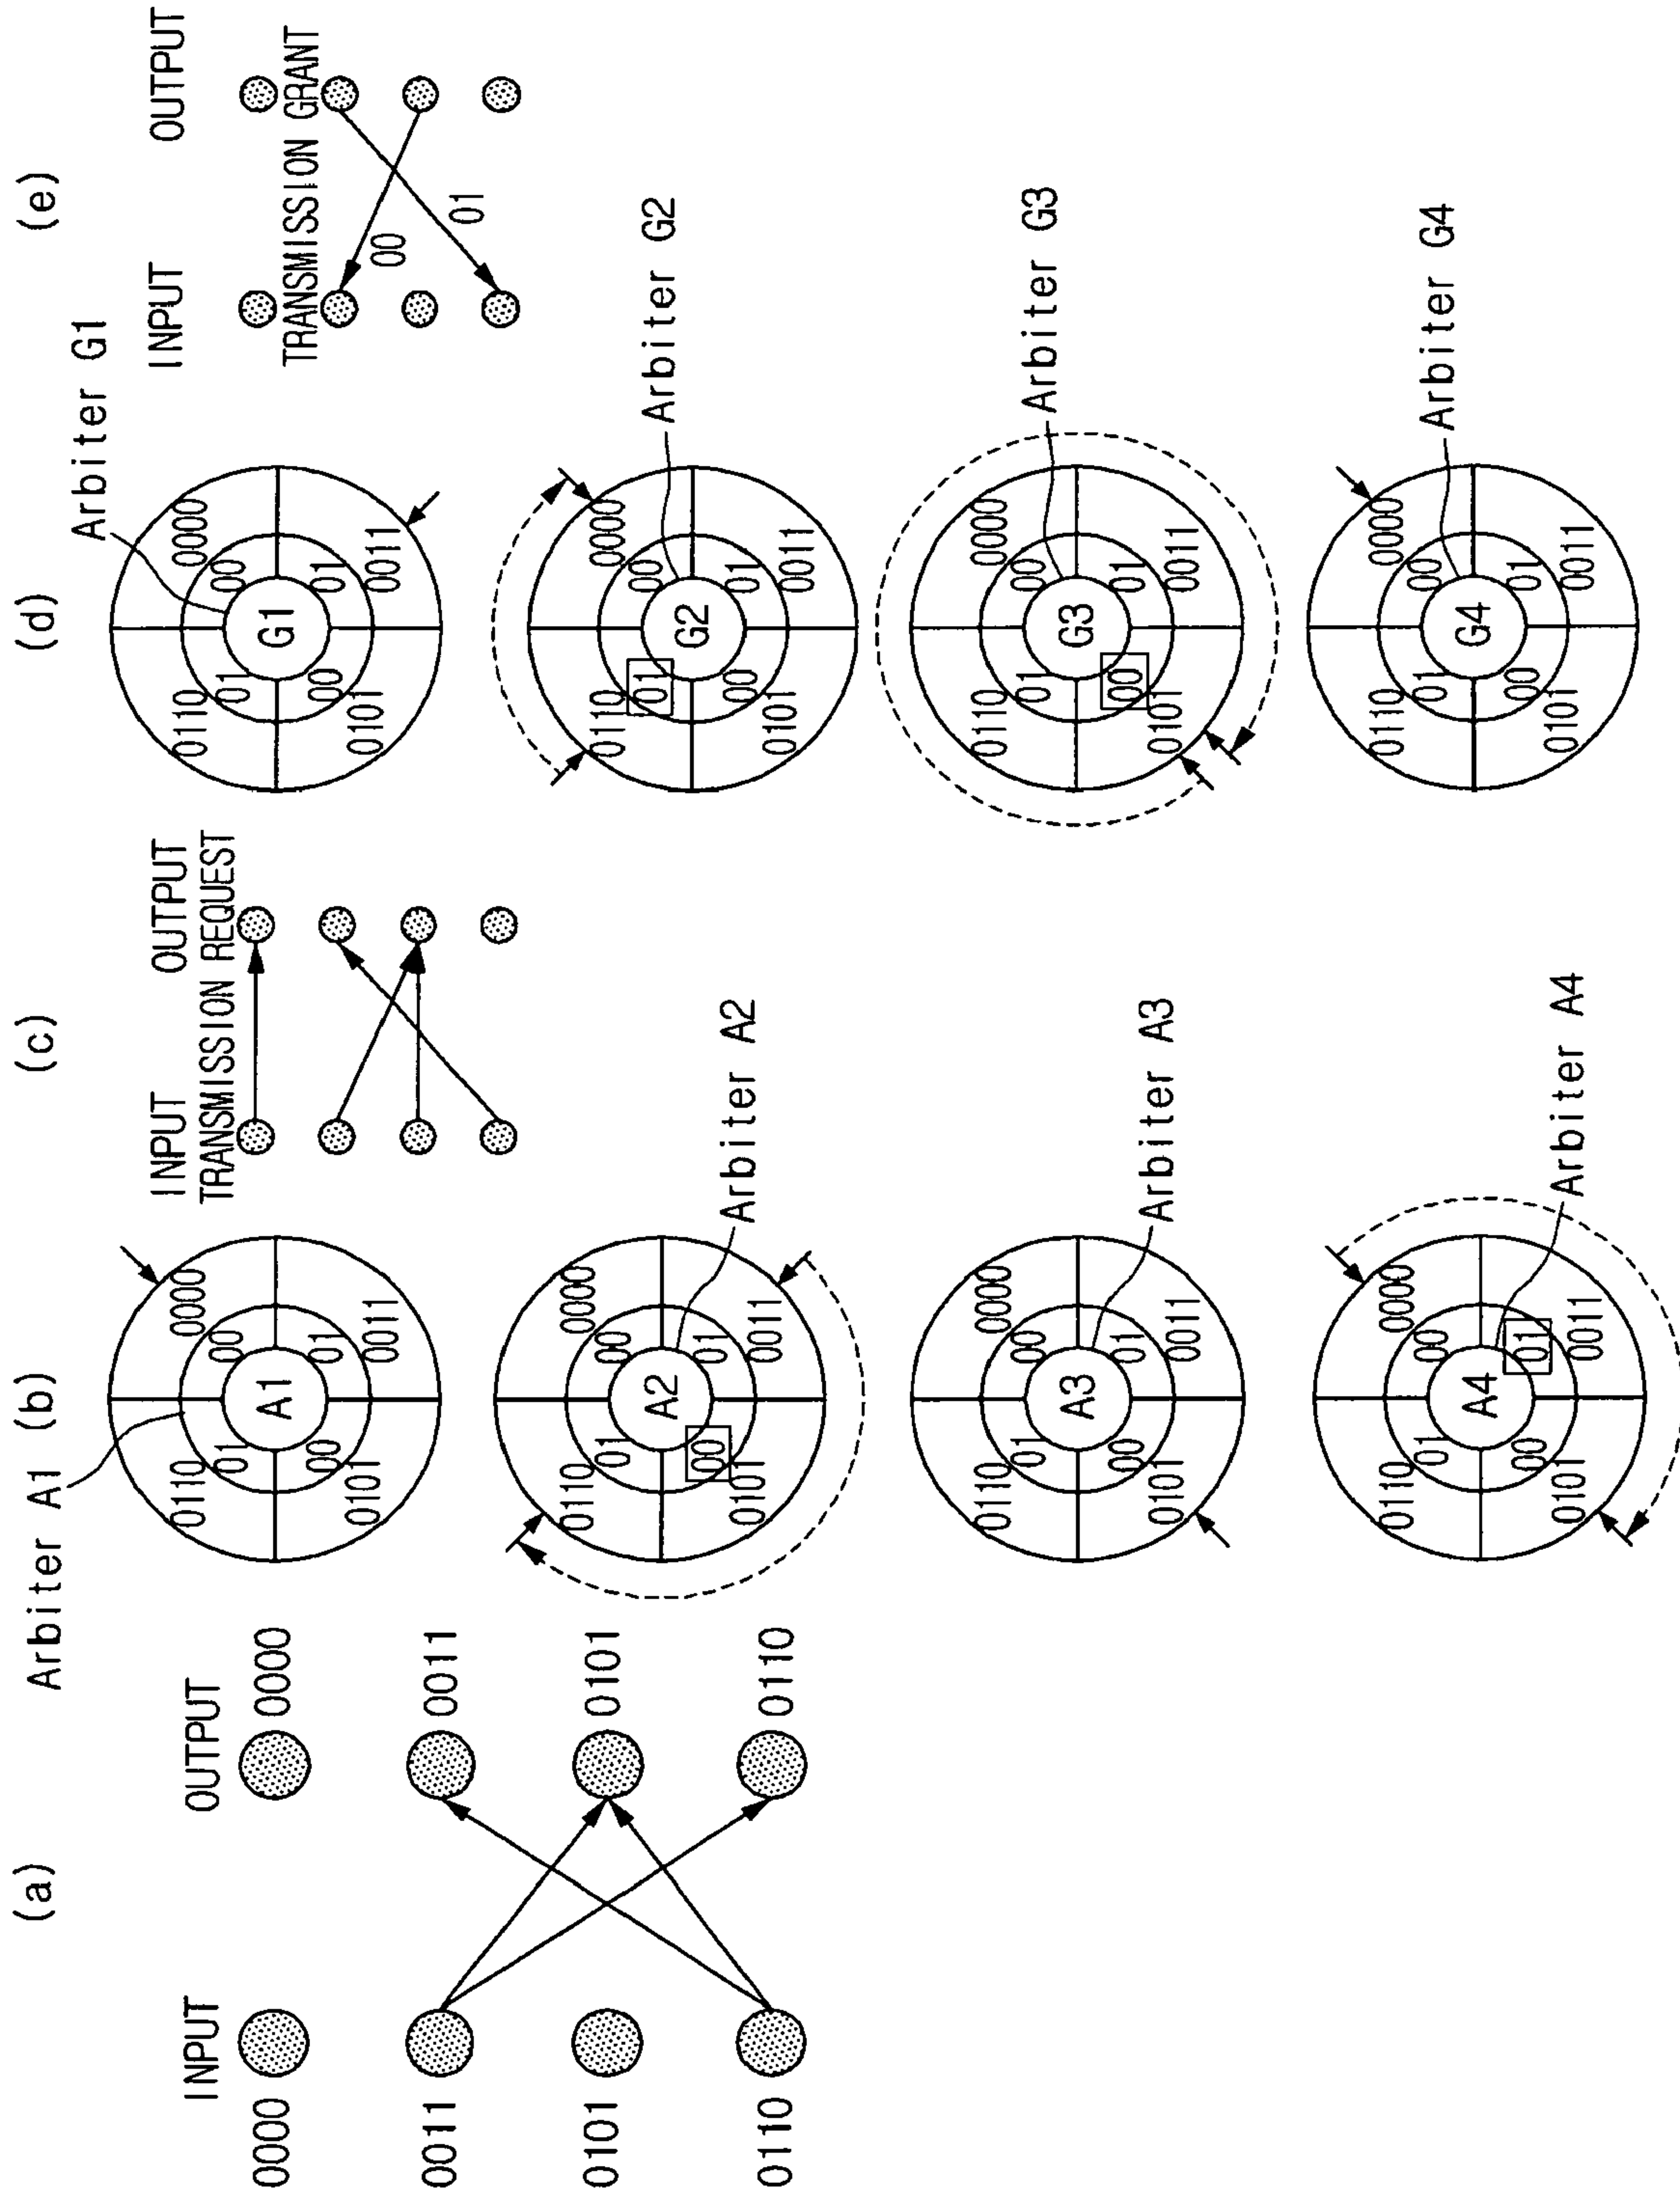 (a)
INPUT
OUTPUT
0000
0000
0011
0011
0101
0101
0110
0110
(b)
Arbiter A1
A1
0110
0000
01
00
00
01
0101
0011
Arbiter A2
A2
0110
0000
01
00
00
01
0101
0011
Arbiter A3
A3
0110
0000
01
00
00
01
0101
0011
Arbiter A4
A4
0110
0000
01
00
00
01
0101
0011
(c)
INPUT
OUTPUT
TRANSMISSION REQUEST
(d)
Arbiter G1
G1
0110
0000
01
00
00
01
0101
0011
Arbiter G2
G2
0110
0000
01
00
00
01
0101
0011
Arbiter G3
G3
0110
0000
01
00
00
01
0101
0011
Arbiter G4
G4
0110
0000
01
00
00
01
0101
0011
(e)
INPUT
OUTPUT
TRANSMISSION GRANT
00
01